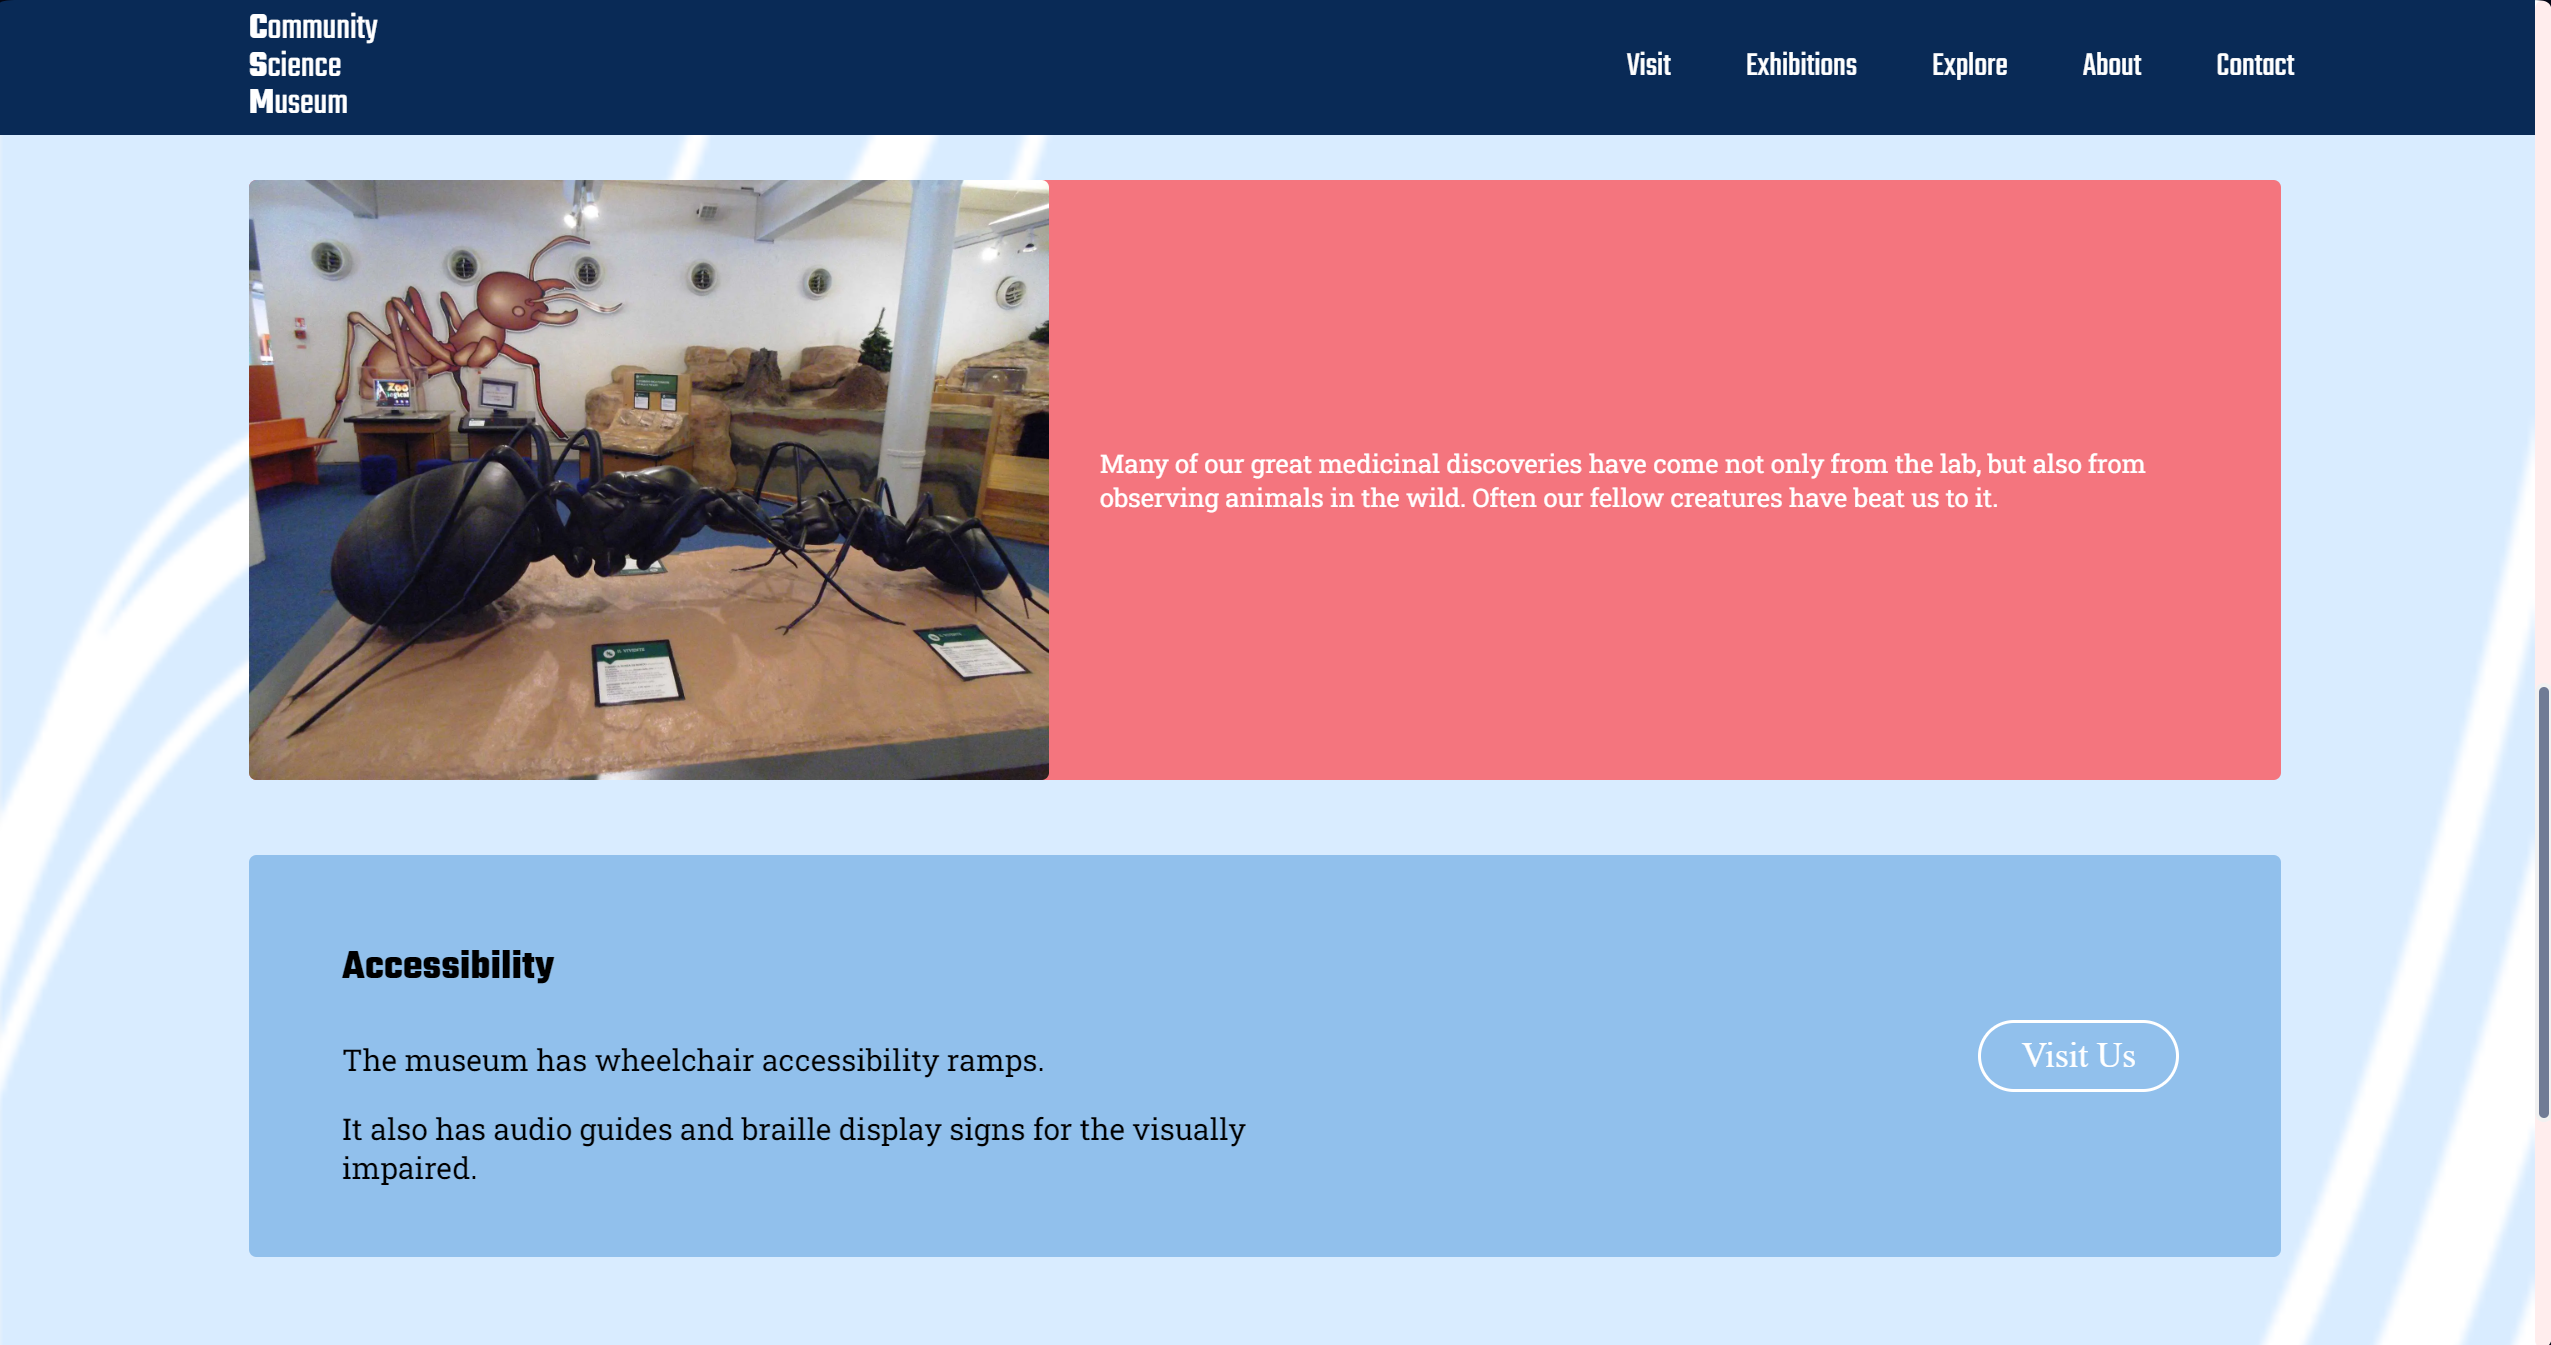 Community
Science
Museum
Visit
Exhibitions
Explore
About
Contact
Zoo
Many of our great medicinal discoveries have come not only from the lab, but also from
observing animals in the wild. Often our fellow creatures have beat us to it.
Accessibility
The museum has wheelchair accessibility ramps.
It also has audio guides and braille display signs for the visually
impaired.
Visit Us